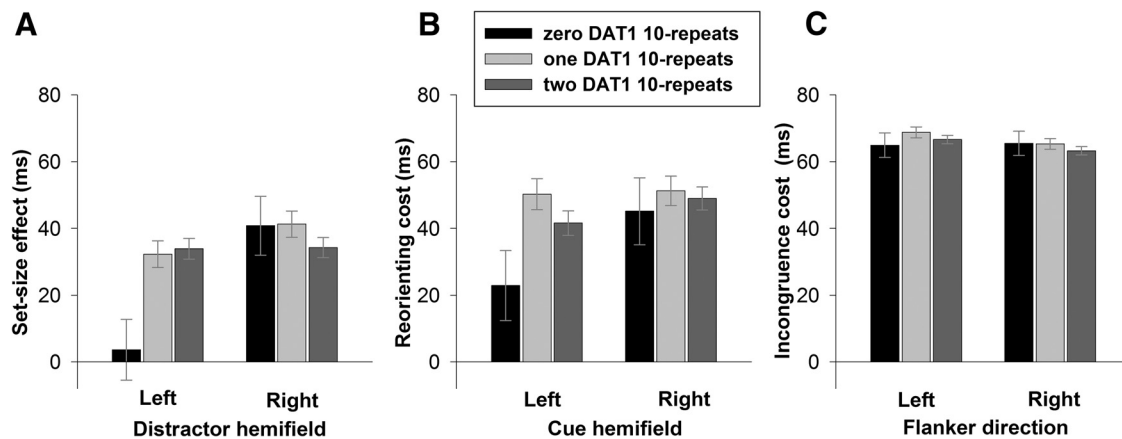 A
B
C
zero DAT1 10-repeats
one DAT1 10-repeats
two DAT1 10-repeats
Set-size effect (ms)
80
60
40
20
0
Left
Right
Distractor hemifield
Reorienting cost (ms)
80
60
40
20
0
Left
Right
Cue hemifield
Incongruence cost (ms)
80
60
40
20
0
Left
Right
Flanker direction